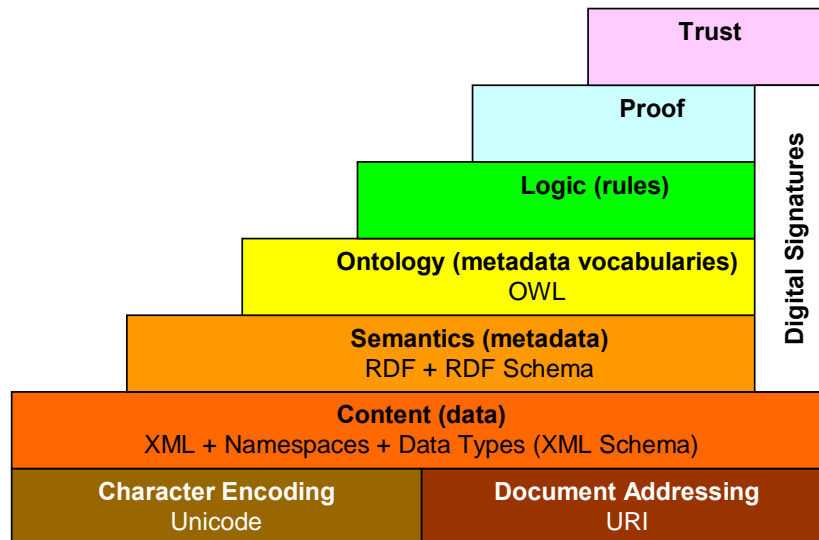 Trust
Proof
Logic (rules)
Ontology (metadata vocabularies)
OWL
Semantics (metadata)
RDF + RDF Schema
Digital Signatures
Content (data)
XML + Namespaces + Data Types (XML Schema)
Character Encoding
Unicode
Document Addressing
URI